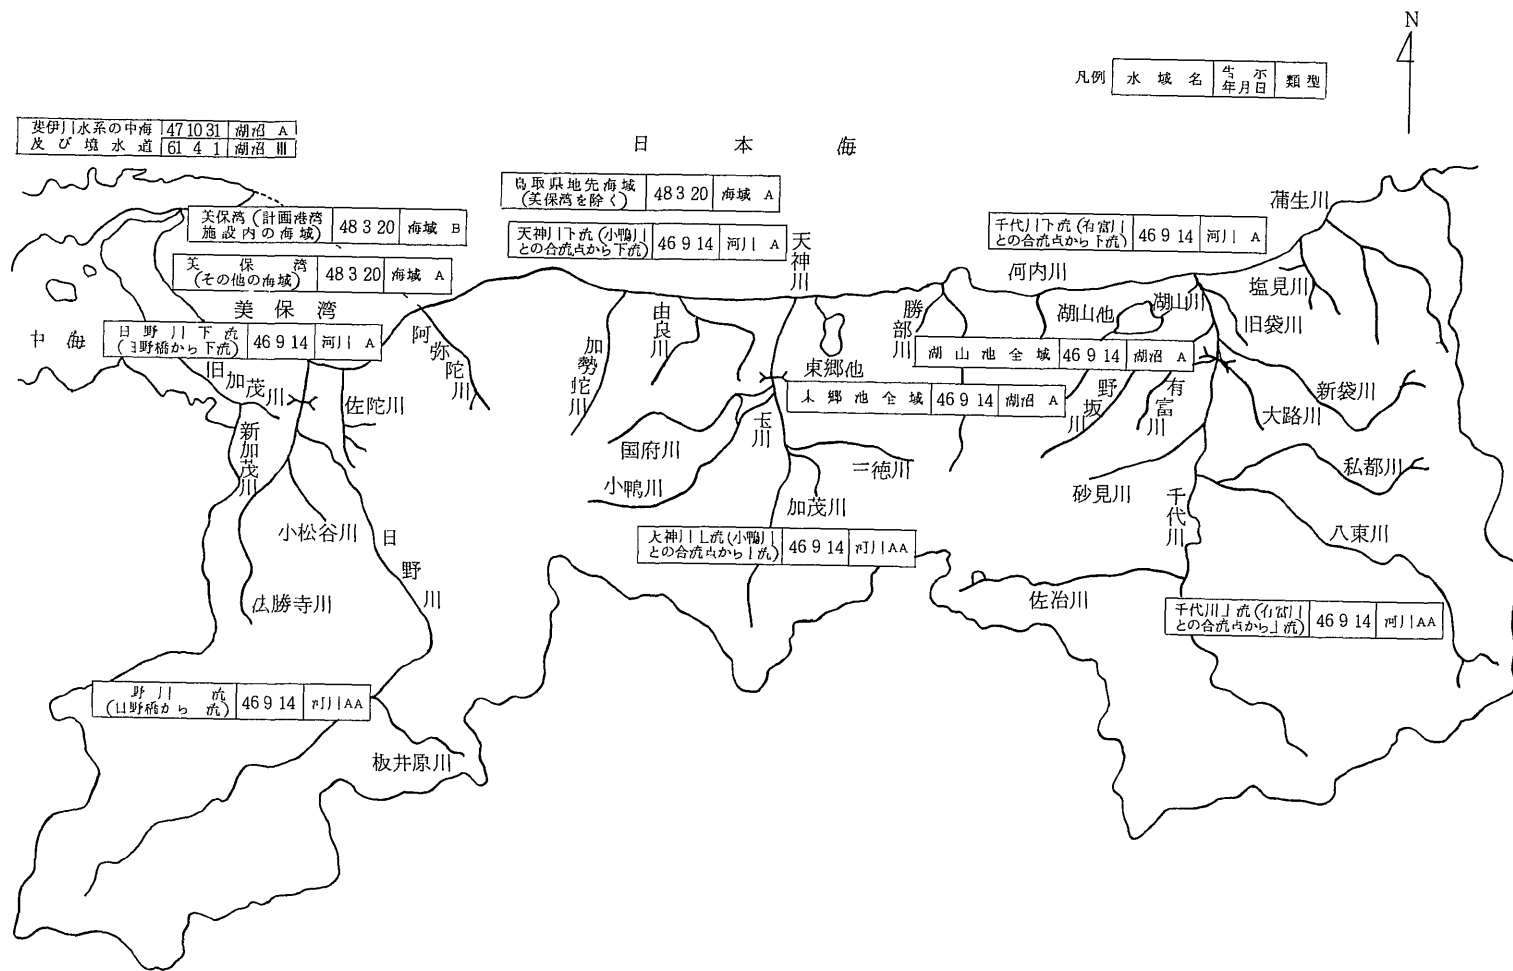 N
凡例 水域名 告示年月日 類型
斐伊川水系の中海及び境水道 47 10 31 湖沼 A
61 4 1 湖沼 III
日本海
鳥取県地先海域(美保湾を除く) 48 3 20 海域 A
美保湾(計画港湾施設内の海域) 48 3 20 海域 B
天神川下流(小鴨川との合流点から下流) 46 9 14 河川 A
千代川下流(有富川との合流点から下流) 46 9 14 河川 A
蒲生川
天神川
美保湾(その他の海域) 48 3 20 海域 A
河内川
塩見川
美保湾
湖山池
湖山川
旧袋川
中海
日野川下流(日野橋から下流) 46 9 14 河川 A
阿弥陀川
加勢蛇川
由良川
勝部川
湖山池全域 46 9 14 湖沼 A
東郷池
旧加茂川
佐陀川
東郷池全域 46 9 14 湖沼 A
野坂川
有富川
新袋川
大路川
新加茂川
国府川
玉川
三徳川
私都川
小鴨川
加茂川
砂見川
千代川
小松谷川
日野川
八東川
天神川上流(小鴨川との合流点から上流) 46 9 14 河川 AA
法勝寺川
佐治川
千代川上流(有富川との合流点から上流) 46 9 14 河川 AA
野川 流(日野橋から 流) 46 9 14 河川 AA
板井原川